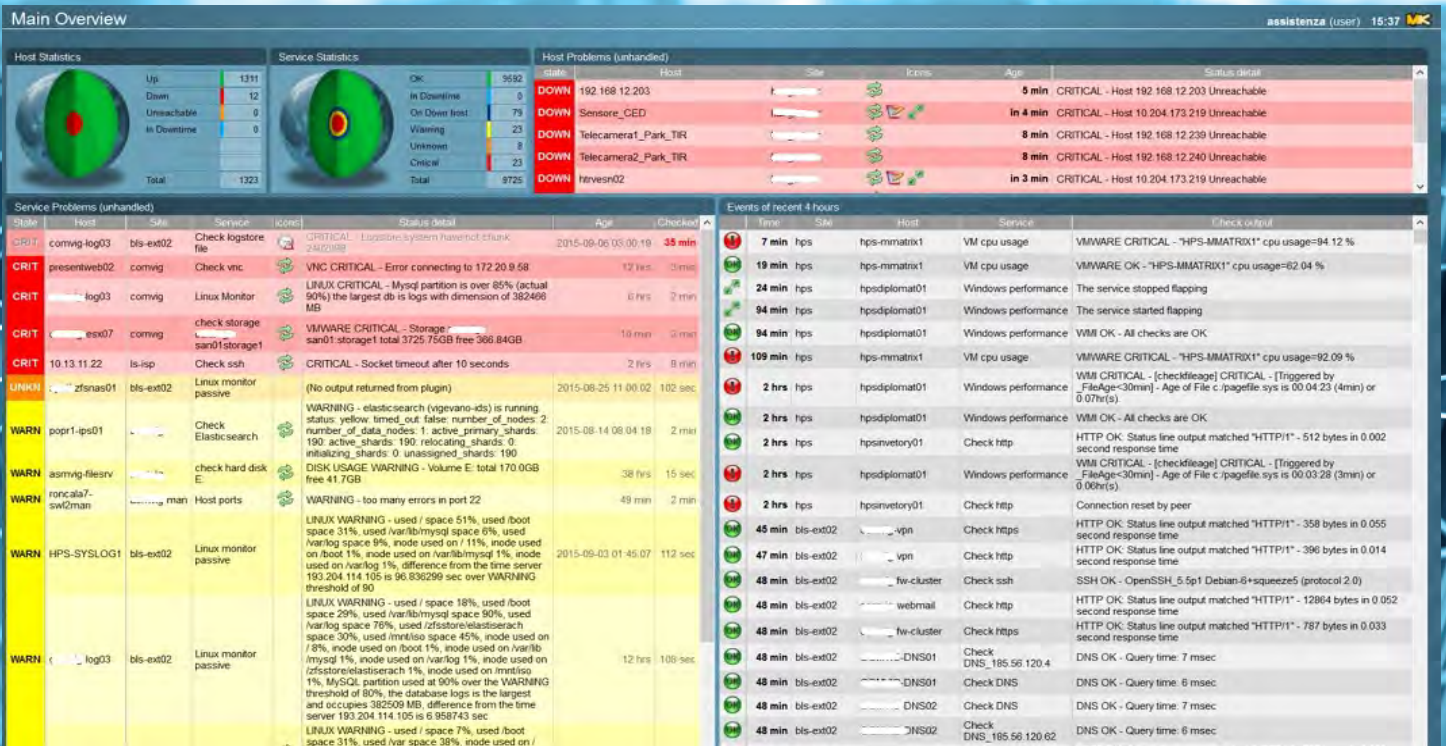 Main Overview
assistenza (user) 15:37
Host Statistics
Up 1311
Down 12
Unreachable 0
In Downtime 0
Total 1323
Service Statistics
OK 9592
In Downtime 0
On Down host 79
Warning 23
Unknown 8
Critical 23
Total 9725
Host Problems (unhandled)
state Host Site Icons Age Status detail
DOWN 192.168.12.203 5 min CRITICAL - Host 192.168.12.203 Unreachable
DOWN Sensore_CED in 4 min CRITICAL - Host 10.204.173.219 Unreachable
DOWN Telecamera1_Park_TIR 8 min CRITICAL - Host 192.168.12.239 Unreachable
DOWN Telecamera2_Park_TIR 8 min CRITICAL - Host 192.168.12.240 Unreachable
DOWN htrvesn02 in 3 min CRITICAL - Host 10.204.173.219 Unreachable
Service Problems (unhandled)
State Host Site Service Icons Status detail Age Checked
CRIT comvig-log03 bls-ext02 Check logstore file CRITICAL - Logstore system have not chunk 2015-09-06 03:00:19 35 min
CRIT presentweb02 comvig Check vnc VNC CRITICAL - Error connecting to 172.20.9.58 12 hrs 3 min
CRIT log03 comvig Linux Monitor LINUX CRITICAL - Mysql partition is over 85% (actual
90%) the largest db is logs with dimension of 382466
MB 6 hrs 2 min
CRIT esx07 comvig check storage
san01:storage1 VMWARE CRITICAL - Storage
san01:storage1 total 3725.75GB free 366.84GB 10 min 3 min
CRIT 10.13.11.22 ls-isp Check ssh CRITICAL - Socket timeout after 10 seconds 2 hrs 8 min
UNKN zfsnas01 bls-ext02 Linux monitor
passive (No output returned from plugin) 2015-08-25 11:00:02 102 sec
WARN popr1-ips01 Check
Elasticsearch WARNING - elasticsearch (vigevano-ids) is running.
status: yellow: timed_out: false: number_of_nodes: 2:
number_of_data_nodes: 1: active_primary_shards:
190: active_shards: 190: relocating_shards: 0:
initializing_shards: 0: unassigned_shards: 190 2015-08-14 08:04:18 2 min
WARN asmvig-filesrv check hard disk
E: DISK USAGE WARNING - Volume E: total 170.0GB
free 41.7GB 38 hrs 15 sec
WARN roncala7-
swl2man man Host ports WARNING - too many errors in port 22 49 min 2 min
WARN HPS-SYSLOG1 bls-ext02 Linux monitor
passive LINUX WARNING - used / space 51%, used /boot
space 31%, used /var/lib/mysql space 6%, used
/var/log space 9%, inode used on / 11%, inode used
on /boot 1%, inode used on /var/lib/mysql 1%, inode
used on /var/log 1%, difference from the time server
193.204.114.105 is 96.836299 sec over WARNING
threshold of 90 2015-09-03 01:45:07 112 sec
WARN log03 bls-ext02 Linux monitor
passive LINUX WARNING - used / space 18%, used /boot
space 29%, used /var/lib/mysql space 90%, used
/var/log space 76%, used /zfsstore/elastiserach
space 30%, used /mnt/iso space 45%, inode used on
/ 8%, inode used on /boot 1%, inode used on /var/lib
/mysql 1%, inode used on /var/log 1%, inode used on
/zfsstore/elastiserach 1%, inode used on /mnt/iso
1%, MySQL partition used at 90% over the WARNING
threshold of 80%, the database logs is the largest
and occupies 382509 MB, difference from the time
server 193.204.114.105 is 6.958743 sec 12 hrs 108 sec
LINUX WARNING - used / space 7%, used /boot
space 31%, used /var space 38%, inode used on /
Events of recent 4 hours
Time Site Host Service Check output
7 min hps hps-mmatrix1 VM cpu usage VMWARE CRITICAL - "HPS-MMATRIX1" cpu usage=94.12 %
19 min hps hps-mmatrix1 VM cpu usage VMWARE OK - "HPS-MMATRIX1" cpu usage=62.04 %
24 min hps hpsdiplomat01 Windows performance The service stopped flapping
94 min hps hpsdiplomat01 Windows performance The service started flapping
94 min hps hpsdiplomat01 Windows performance WMI OK - All checks are OK
109 min hps hps-mmatrix1 VM cpu usage VMWARE CRITICAL - "HPS-MMATRIX1" cpu usage=92.09 %
2 hrs hps hpsdiplomat01 Windows performance WMI CRITICAL - [checkfileage] CRITICAL - [Triggered by
_FileAge<30min] - Age of File c:/pagefile.sys is 00:04:23 (4min) or
0.07hr(s).
2 hrs hps hpsdiplomat01 Windows performance WMI OK - All checks are OK
2 hrs hps hpsinvetory01 Check http HTTP OK: Status line output matched "HTTP/1" - 512 bytes in 0.002
second response time
2 hrs hps hpsdiplomat01 Windows performance WMI CRITICAL - [checkfileage] CRITICAL - [Triggered by
_FileAge<30min] - Age of File c:/pagefile.sys is 00:03:28 (3min) or
0.06hr(s).
2 hrs hps hpsinvetory01 Check http Connection reset by peer
45 min bls-ext02 vpn Check https HTTP OK: Status line output matched "HTTP/1" - 358 bytes in 0.055
second response time
47 min bls-ext02 vpn Check http HTTP OK: Status line output matched "HTTP/1" - 396 bytes in 0.014
second response time
48 min bls-ext02 fw-cluster Check ssh SSH OK - OpenSSH_5.5p1 Debian-6+squeeze5 (protocol 2.0)
48 min bls-ext02 webmail Check http HTTP OK: Status line output matched "HTTP/1" - 12864 bytes in 0.052
second response time
48 min bls-ext02 fw-cluster Check https HTTP OK: Status line output matched "HTTP/1" - 787 bytes in 0.033
second response time
48 min bls-ext02 -DNS01 Check
DNS_185.56.120.4 DNS OK - Query time: 7 msec
48 min bls-ext02 -DNS01 Check DNS DNS OK - Query time: 6 msec
48 min bls-ext02 DNS02 Check DNS DNS OK - Query time: 7 msec
48 min bls-ext02 DNS02 Check
DNS_185.56.120.62 DNS OK - Query time: 6 msec